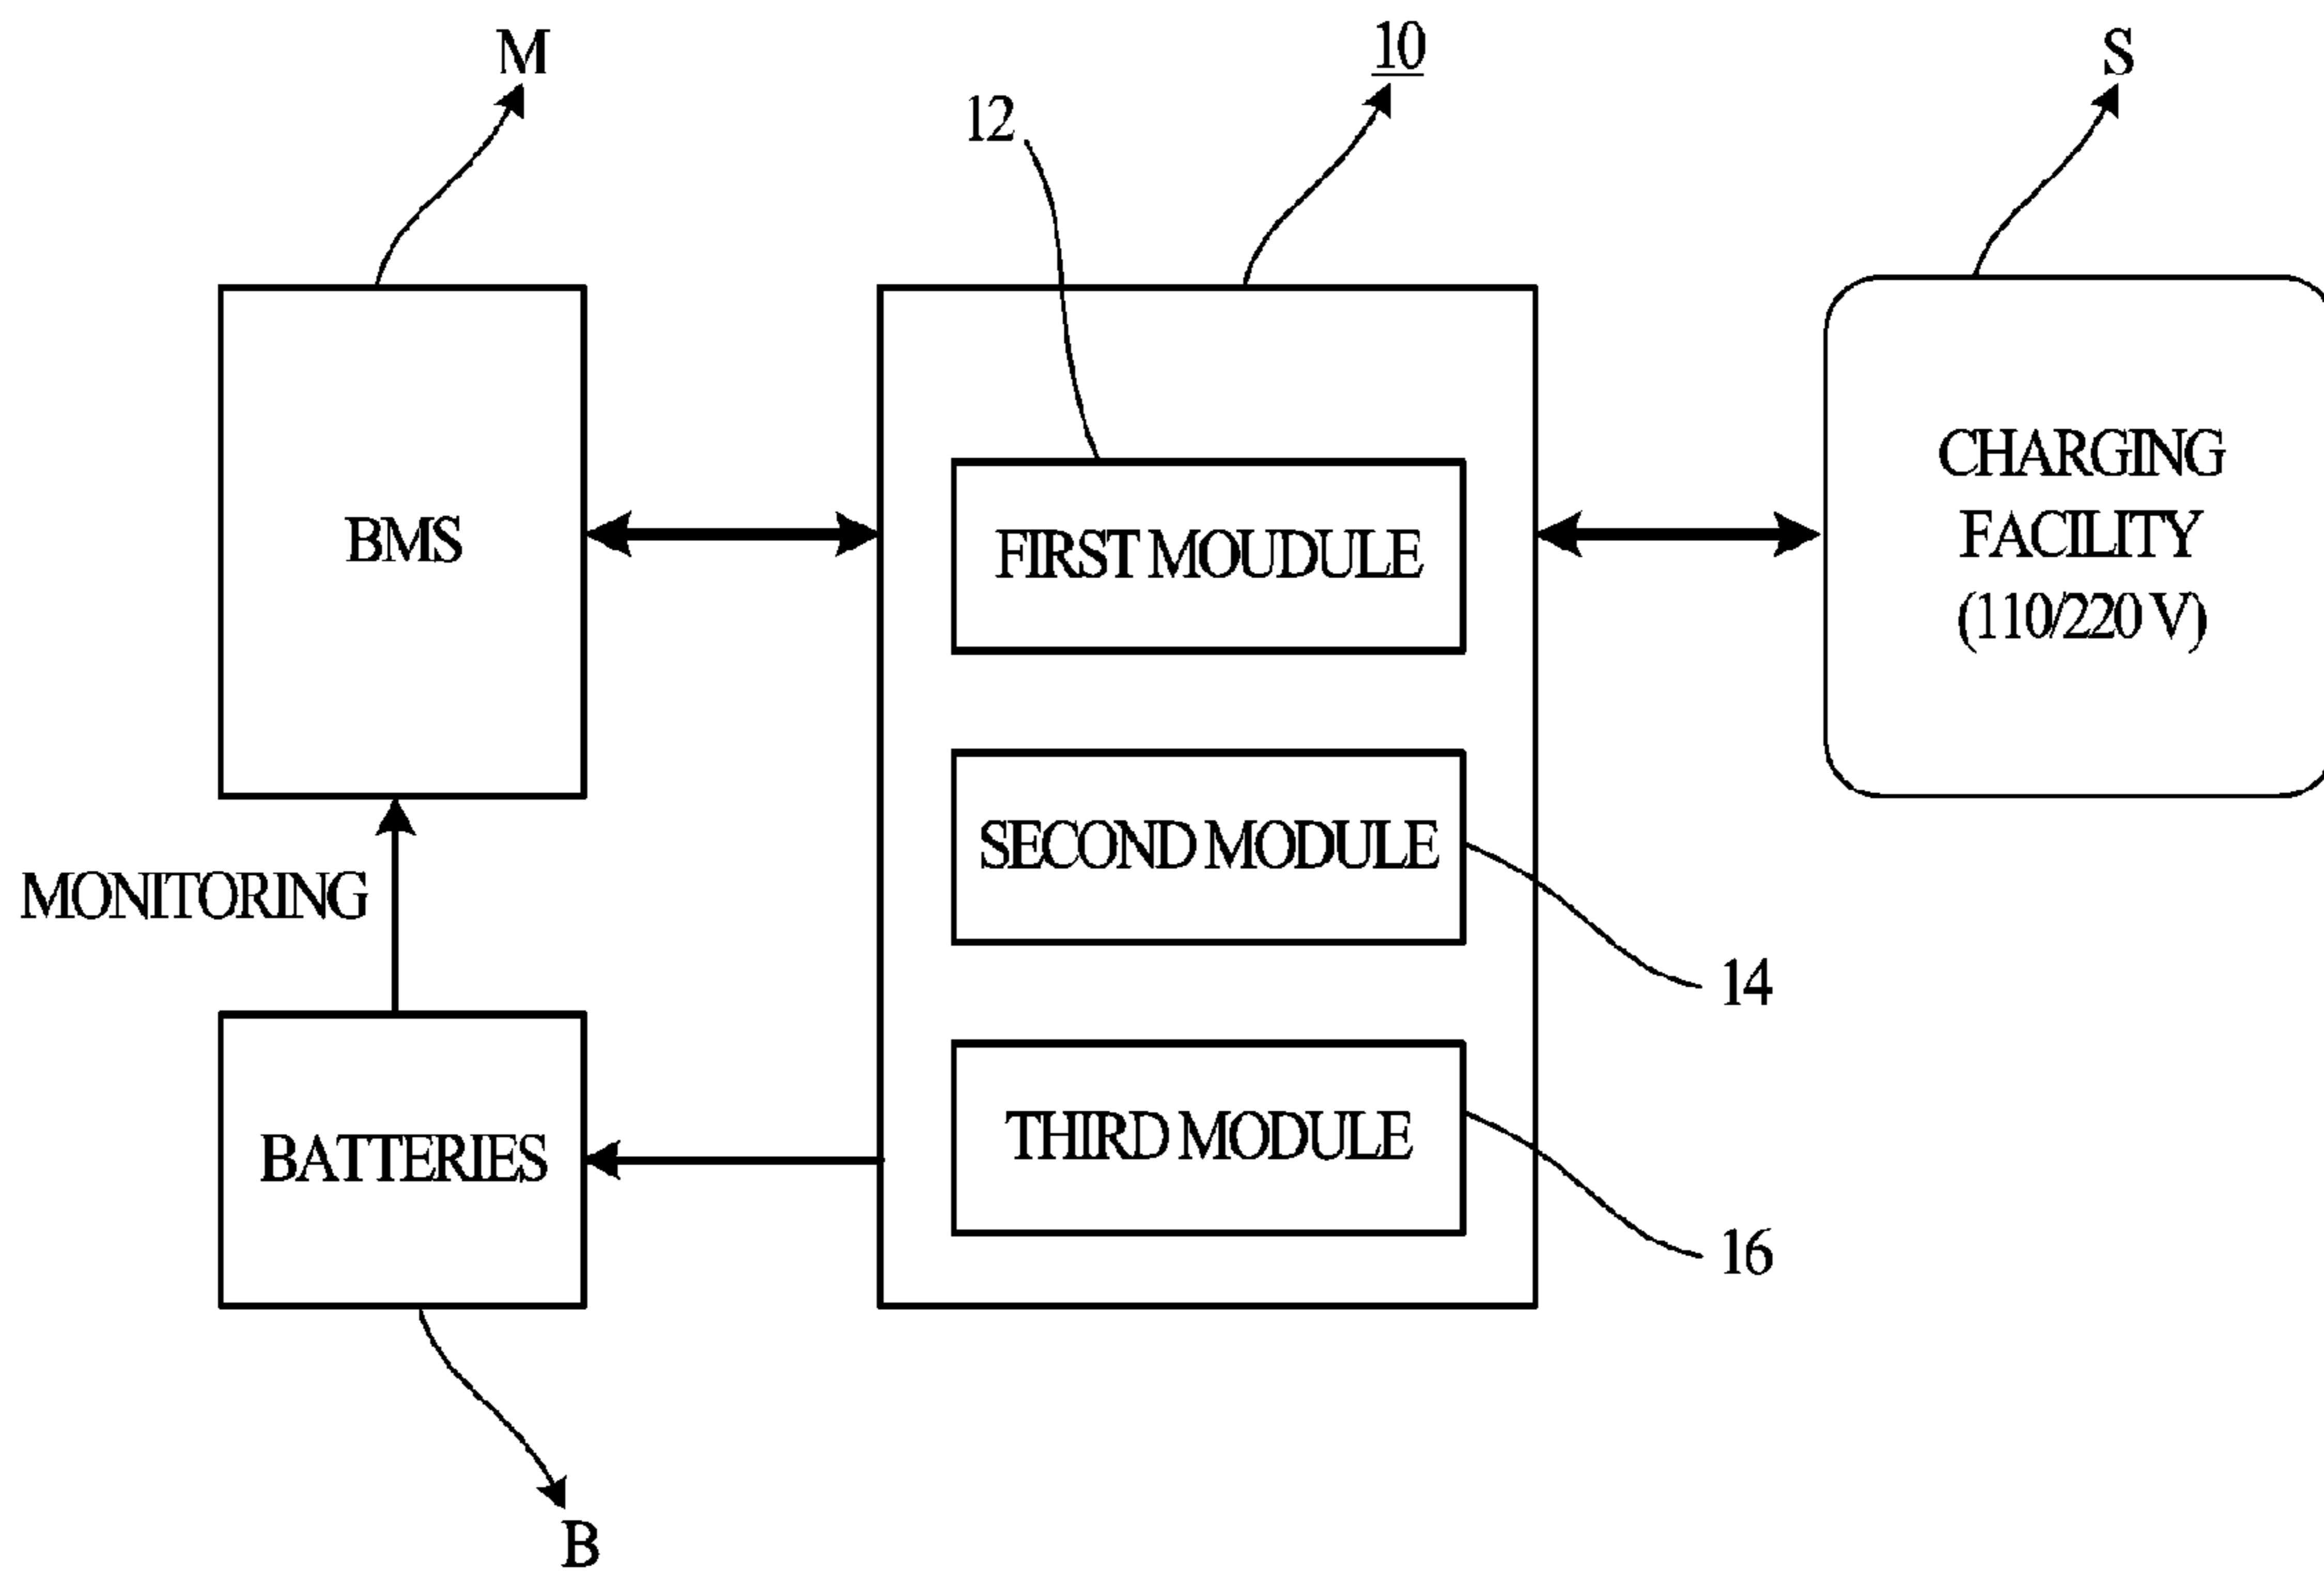 M
10
S
12
BMS
FIRST MOUDULE
CHARGING
FACILITY
(110/220 V)
SECOND MODULE
MONITORING
14
BATTERIES
THIRD MODULE
16
B